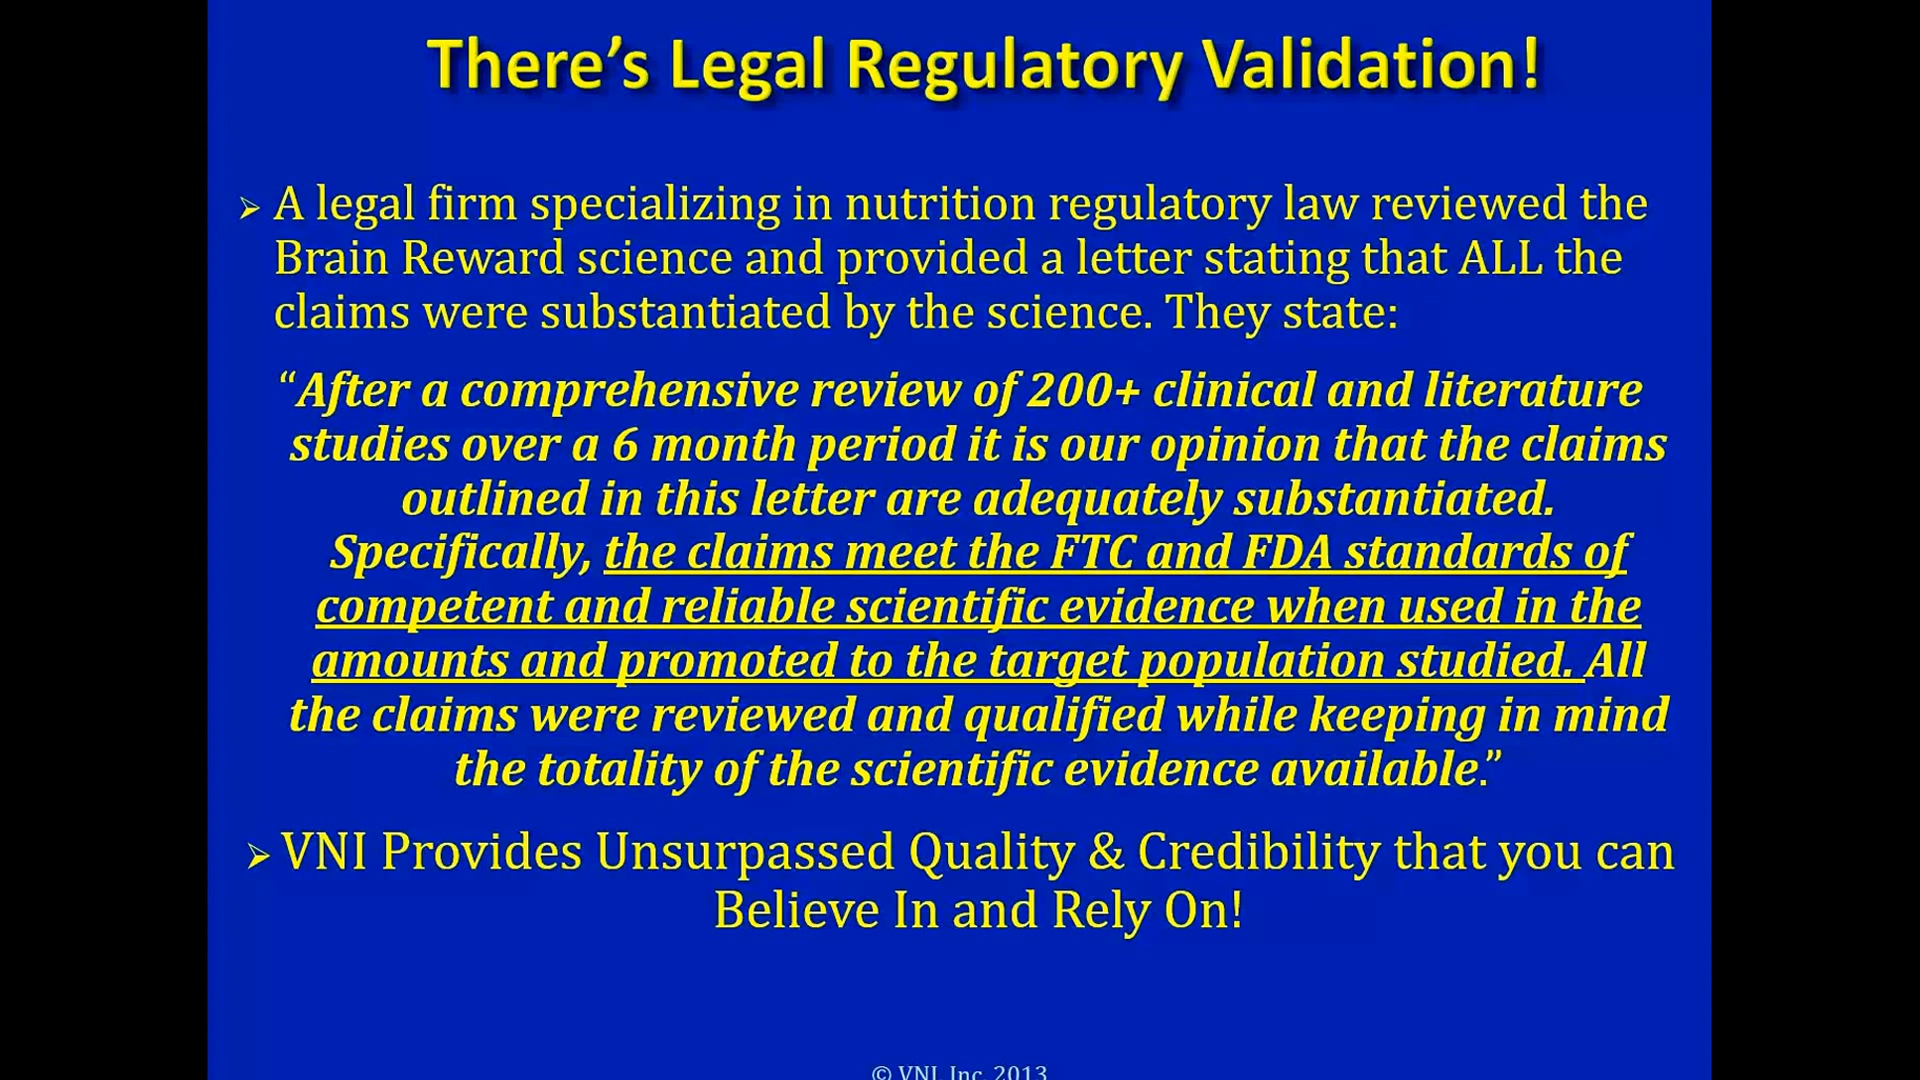 There's Legal Regulatory Validation!
➢ A legal firm specializing in nutrition regulatory law reviewed the
Brain Reward science and provided a letter stating that ALL the
claims were substantiated by the science. They state:
“After a comprehensive review of 200+ clinical and literature
studies over a 6 month period it is our opinion that the claims
outlined in this letter are adequately substantiated.
Specifically, the claims meet the FTC and FDA standards of
competent and reliable scientific evidence when used in the
amounts and promoted to the target population studied. All
the claims were reviewed and qualified while keeping in mind
the totality of the scientific evidence available.”
➢ VNI Provides Unsurpassed Quality & Credibility that you can
Believe In and Rely On!
© VNI, Inc. 2013